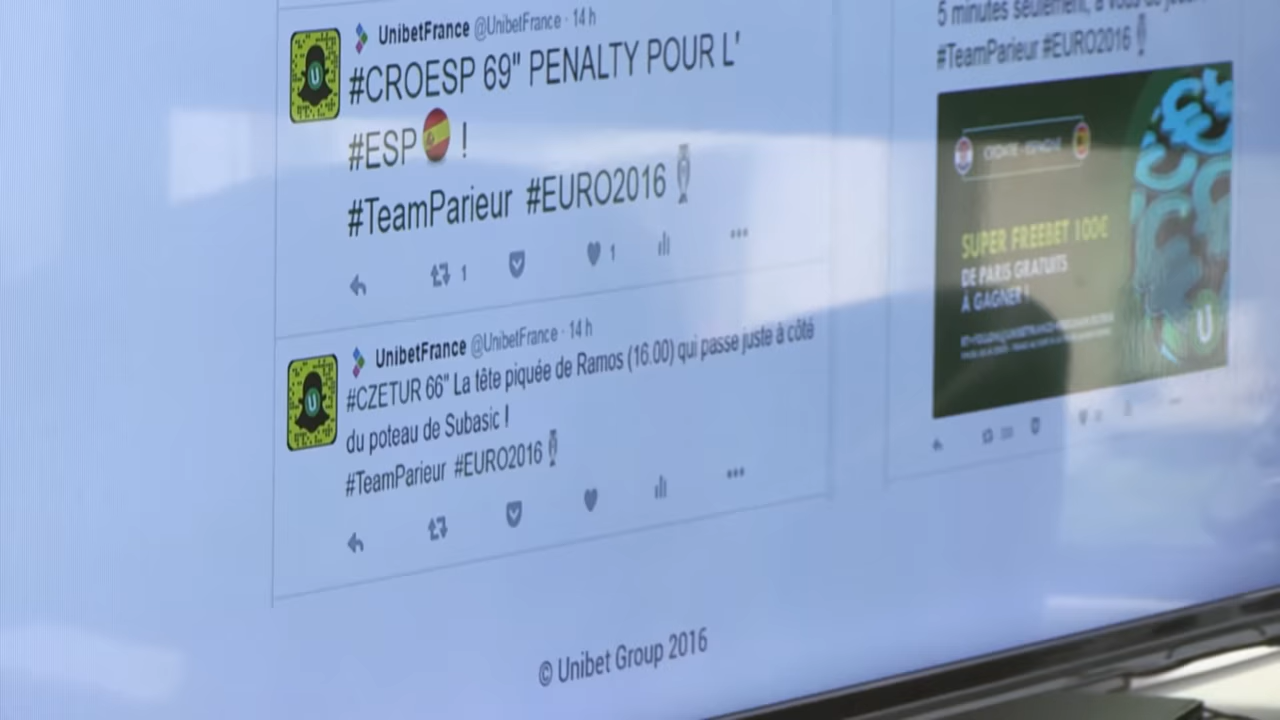 UnibetFrance @UnibetFrance · 14 h
#CROESP 69" PENALTY POUR L'
#ESP !
#TeamParieur #EURO2016
1
1
UnibetFrance @UnibetFrance · 14 h
#CZETUR 66" La tête piquée de Ramos (16.00) qui passe juste à côté
du poteau de Subasic !
#TeamParieur #EURO2016
© Unibet Group 2016
5 minutes seulement, à vous de
#TeamParieur #EURO2016
CROATIE - ESPAGNE
SUPER FREEBET 100€
DE PARIS GRATUITS
À GAGNER !
U